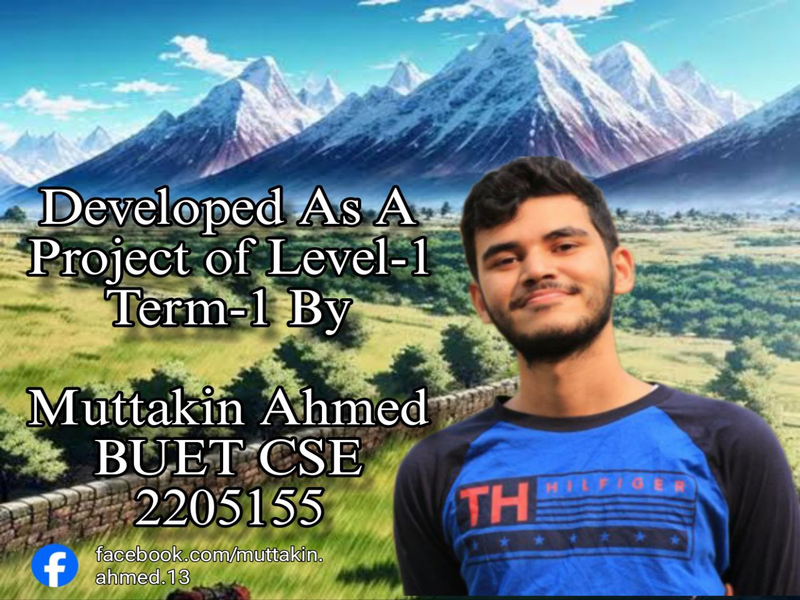 Developed As A
Project of Level-1
Term-1 By
Muttakin Ahmed
BUET CSE
2205155
facebook.com/muttakin.
ahmed.13
TH HILFIGER